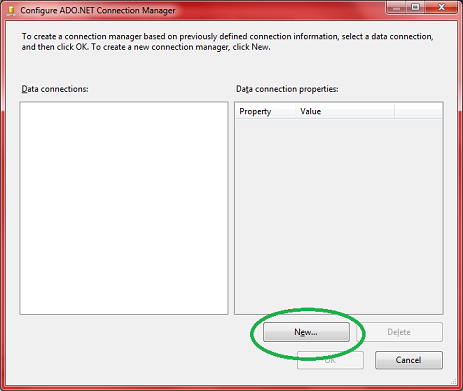 Configure ADO.NET Connection Manager
To create a connection manager based on previously defined connection information, select a data connection,
and then click OK. To create a new connection manager, click New.
Data connections:
Data connection properties:
Property Value
New...
Delete
OK
Cancel